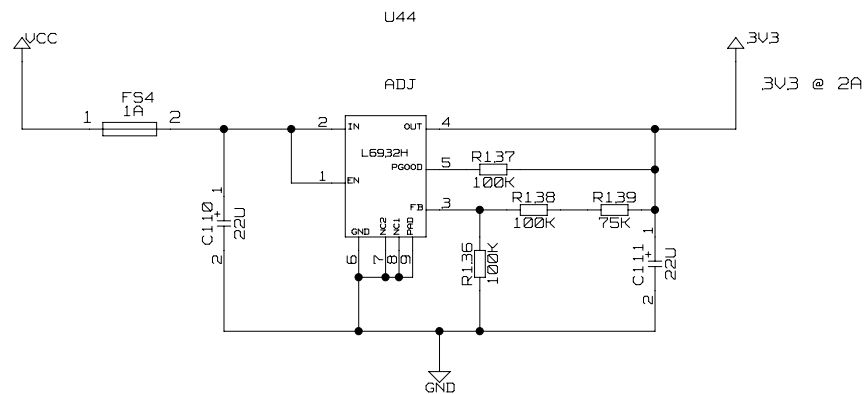 U44
VCC
3V3
ADJ
3V3 @ 2A
FS4
1A
1
2
2
IN
OUT
4
L6932H
PGOOD
5
R137
100K
1
EN
FB
3
R138
100K
R139
75K
1
C110
+
22U
2
GND
NC2
NC1
PAD
6
7
8
9
R136
100K
1
C111
+
22U
2
GND